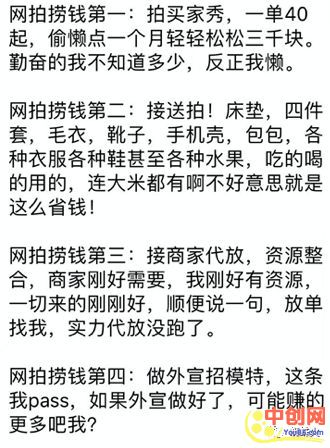 网拍捞钱第一：拍买家秀，一单40
起，偷懒点一个月轻轻松松三千块。
勤奋的我不知道多少，反正我懒。
网拍捞钱第二：接送拍！床垫，四件
套，毛衣，靴子，手机壳，包包，各
种衣服各种鞋甚至各种水果，吃的喝
的用的，连大米都有啊不好意思就是
这么省钱！
网拍捞钱第三：接商家代放，资源整
合，商家刚好需要，我刚好有资源，
一切来的刚刚好，顺便说一句，放单
找我，实力代放没跑了。
网拍捞钱第四：做外宣招模特，这条
我pass，如果外宣做好了，可能赚的
更多吧我？
中创网